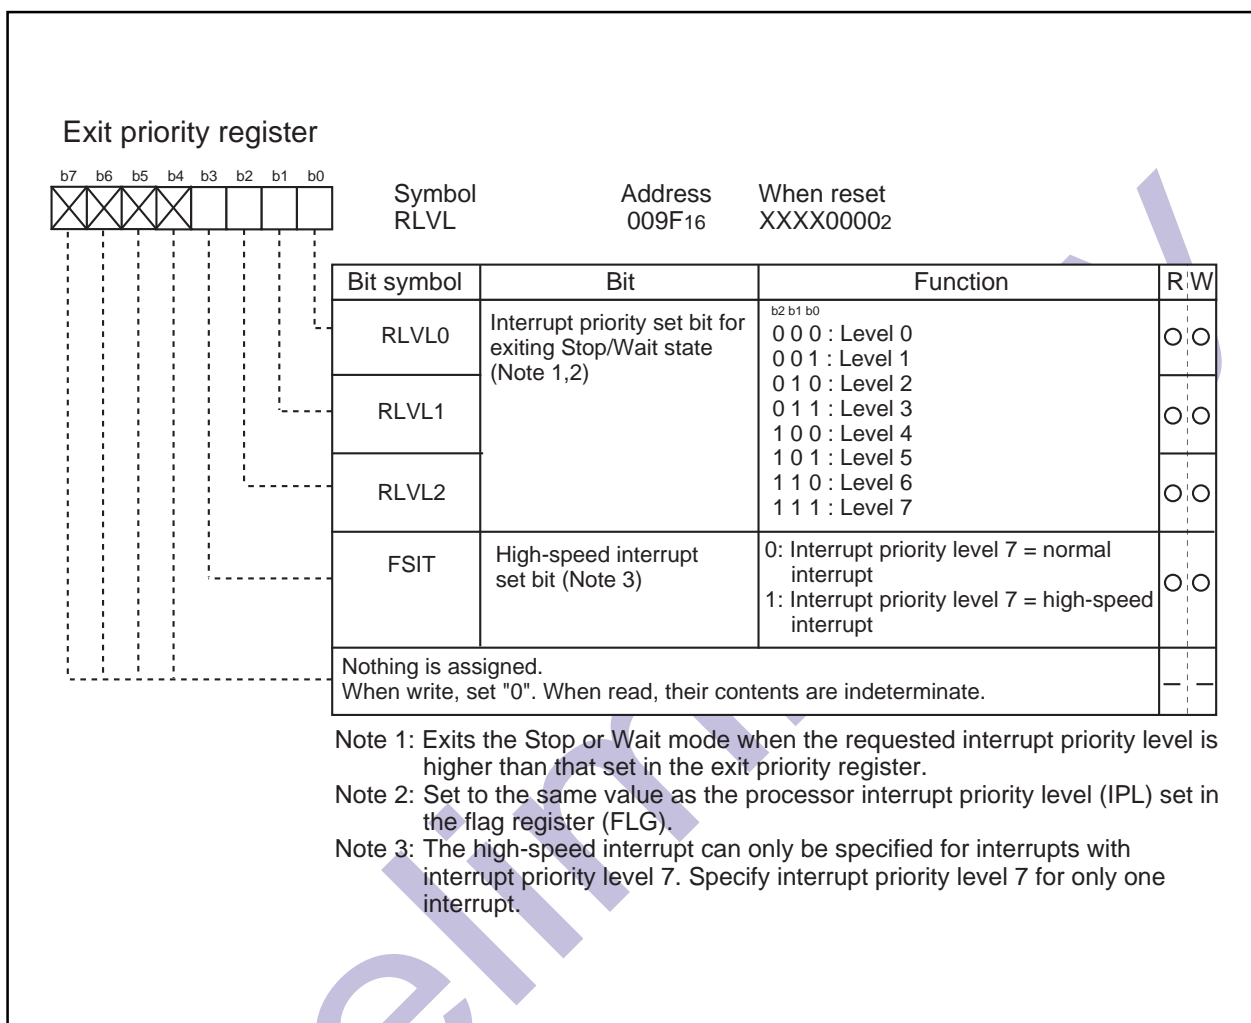 Exit priority register
b7 b6 b5 b4 b3 b2 b1 b0
Symbol Address When reset
RLVL 009F16 XXXX00002
Bit symbol Bit Function R W
RLVL0
Interrupt priority set bit for
exiting Stop/Wait state
(Note 1,2)
b2 b1 b0
0 0 0 : Level 0
0 0 1 : Level 1
0 1 0 : Level 2
0 1 1 : Level 3
1 0 0 : Level 4
1 0 1 : Level 5
1 1 0 : Level 6
1 1 1 : Level 7
RLVL1
RLVL2
FSIT
High-speed interrupt
set bit (Note 3)
0: Interrupt priority level 7 = normal
interrupt
1: Interrupt priority level 7 = high-speed
interrupt
Nothing is assigned.
When write, set "0". When read, their contents are indeterminate.
Note 1: Exits the Stop or Wait mode when the requested interrupt priority level is
higher than that set in the exit priority register.
Note 2: Set to the same value as the processor interrupt priority level (IPL) set in
the flag register (FLG).
Note 3: The high-speed interrupt can only be specified for interrupts with
interrupt priority level 7. Specify interrupt priority level 7 for only one
interrupt.